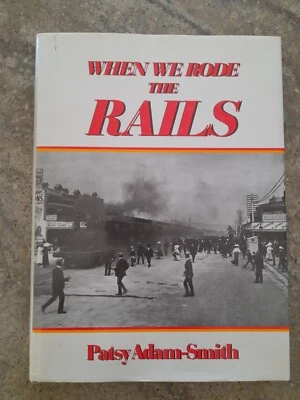 WHEN WE RODE
THE
RAILS
Patsy Adam-Smith